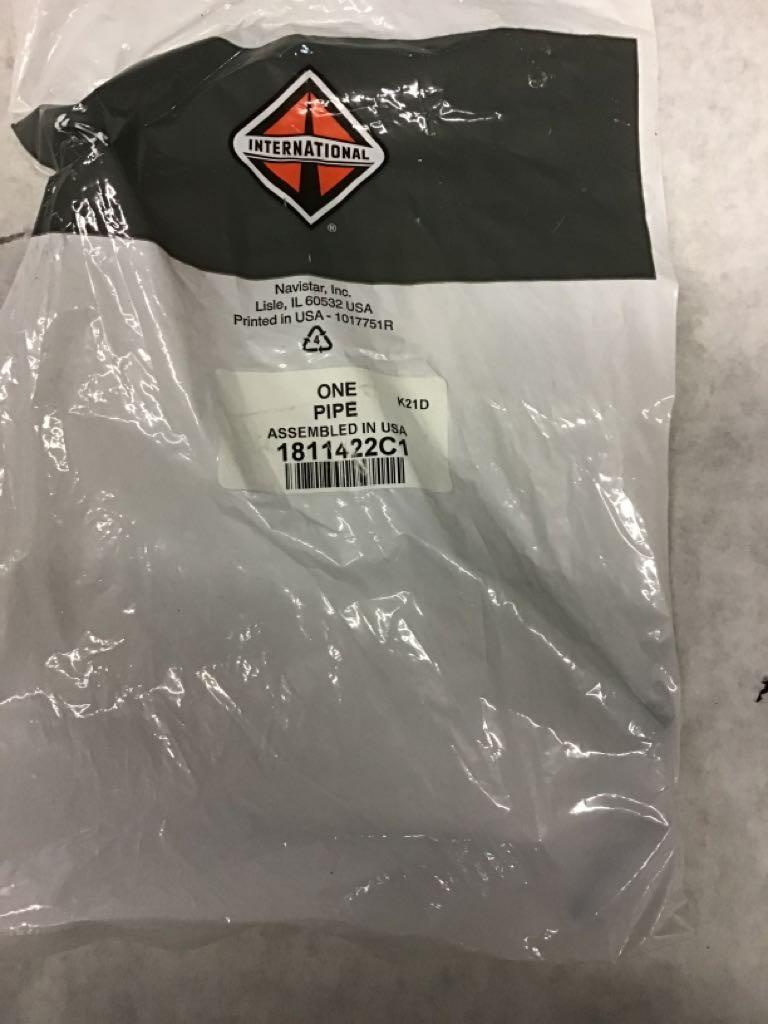 INTERNATIONAL
®
Navistar, Inc.
Lisle, IL 60532 USA
Printed in USA - 1017751R
4
ONE
PIPE K21D
ASSEMBLED IN USA
1811422C1